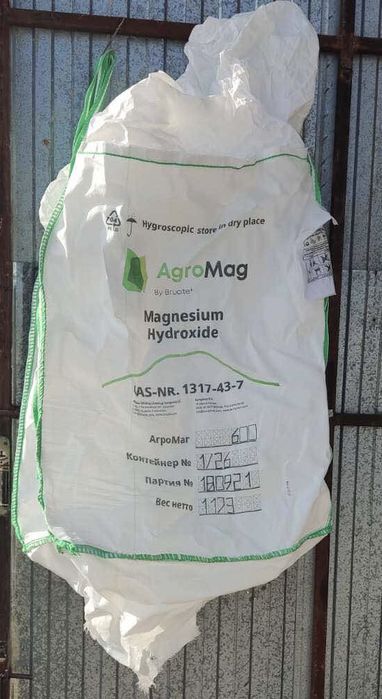 Hygroscopic store in dry place
AgroMag
By Brucite+
Magnesium
Hydroxide
CAS-NR. 1317-43-7
АгроМаг 600
Контейнер № 1/26
Партия № 180921
Вес нетто 1123